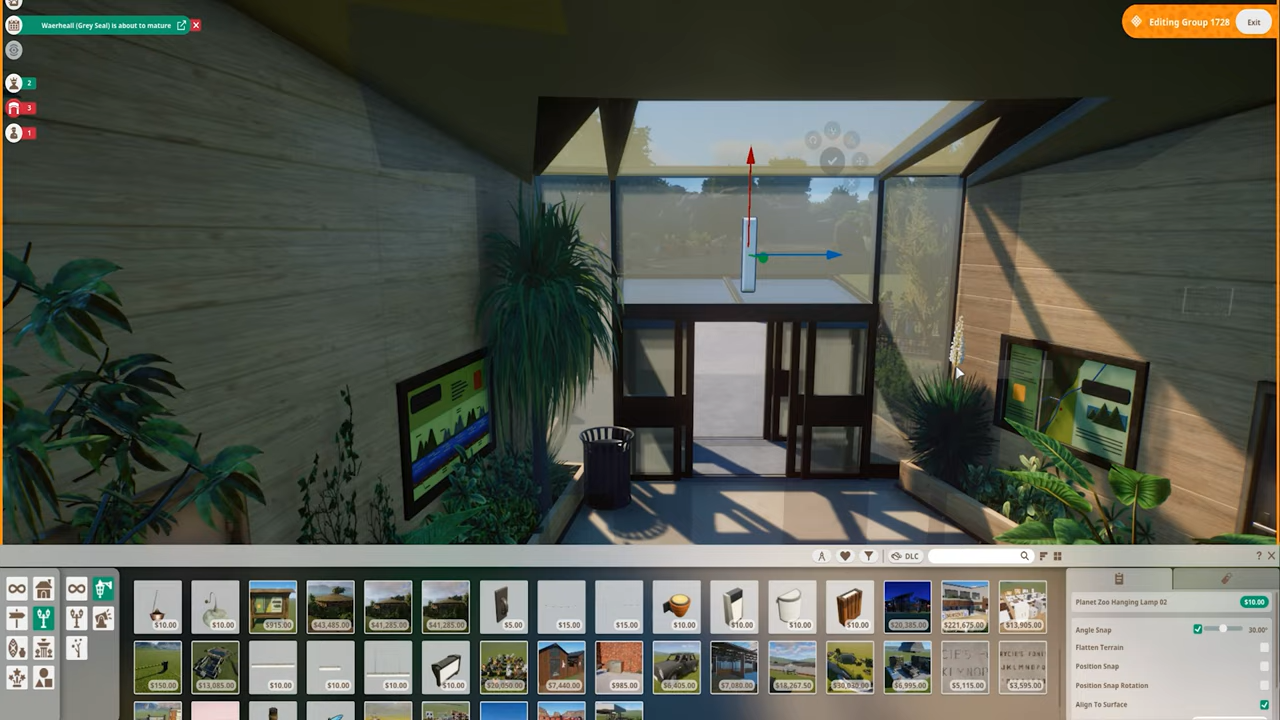 Waerheall (Grey Seal) is about to mature
Editing Group 1728
Exit
2
3
1
DLC
?
$10.00 $10.00 $915.00 $43,485.00 $41,285.00 $41,285.00 $5.00 $15.00 $15.00 $10.00 $10.00 $10.00 $10.00 $20,385.00 $221,675.00 $13,905.00
$150.00 $13,085.00 $10.00 $10.00 $10.00 $10.00 $20,050.00 $7,440.00 $985.00 $6,405.00 $7,080.00 $18,267.50 $30,030.00 $6,995.00 $5,115.00 $3,595.00
Planet Zoo Hanging Lamp 02
$10.00
Angle Snap
30.00°
Flatten Terrain
Position Snap
Position Snap Rotation
Align To Surface